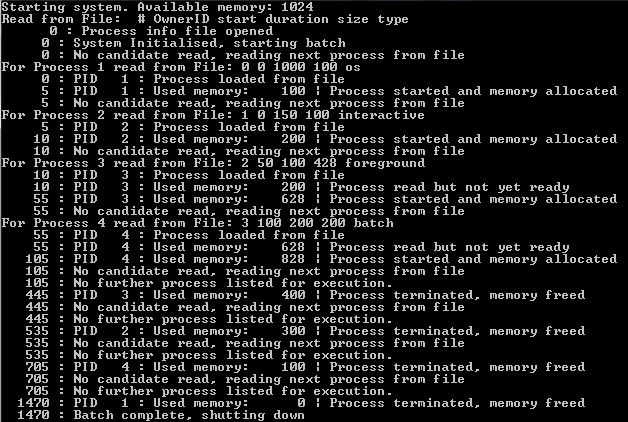 Starting system. Available memory: 1024
Read from File:  # OwnerID start duration size type
      0 : Process info file opened
     0 : System Initialised, starting batch
     0 : No candidate read, reading next process from file
For Process 1 read from File: 0 0 1000 100 os
     0 : PID   1 : Process loaded from file
     5 : PID   1 : Used memory:    100 ¦ Process started and memory allocated
     5 : No candidate read, reading next process from file
For Process 2 read from File: 1 0 150 100 interactive
     5 : PID   2 : Process loaded from file
    10 : PID   2 : Used memory:    200 ¦ Process started and memory allocated
    10 : No candidate read, reading next process from file
For Process 3 read from File: 2 50 100 428 foreground
    10 : PID   3 : Process loaded from file
    10 : PID   3 : Used memory:    200 ¦ Process read but not yet ready
    55 : PID   3 : Used memory:    628 ¦ Process started and memory allocated
    55 : No candidate read, reading next process from file
For Process 4 read from File: 3 100 200 200 batch
    55 : PID   4 : Process loaded from file
    55 : PID   4 : Used memory:    628 ¦ Process read but not yet ready
   105 : PID   4 : Used memory:    828 ¦ Process started and memory allocated
   105 : No candidate read, reading next process from file
   105 : No further process listed for execution.
   445 : PID   3 : Used memory:    400 ¦ Process terminated, memory freed
   445 : No candidate read, reading next process from file
   445 : No further process listed for execution.
   535 : PID   2 : Used memory:    300 ¦ Process terminated, memory freed
   535 : No candidate read, reading next process from file
   535 : No further process listed for execution.
   705 : PID   4 : Used memory:    100 ¦ Process terminated, memory freed
   705 : No candidate read, reading next process from file
   705 : No further process listed for execution.
  1470 : PID   1 : Used memory:      0 ¦ Process terminated, memory freed
  1470 : Batch complete, shutting down